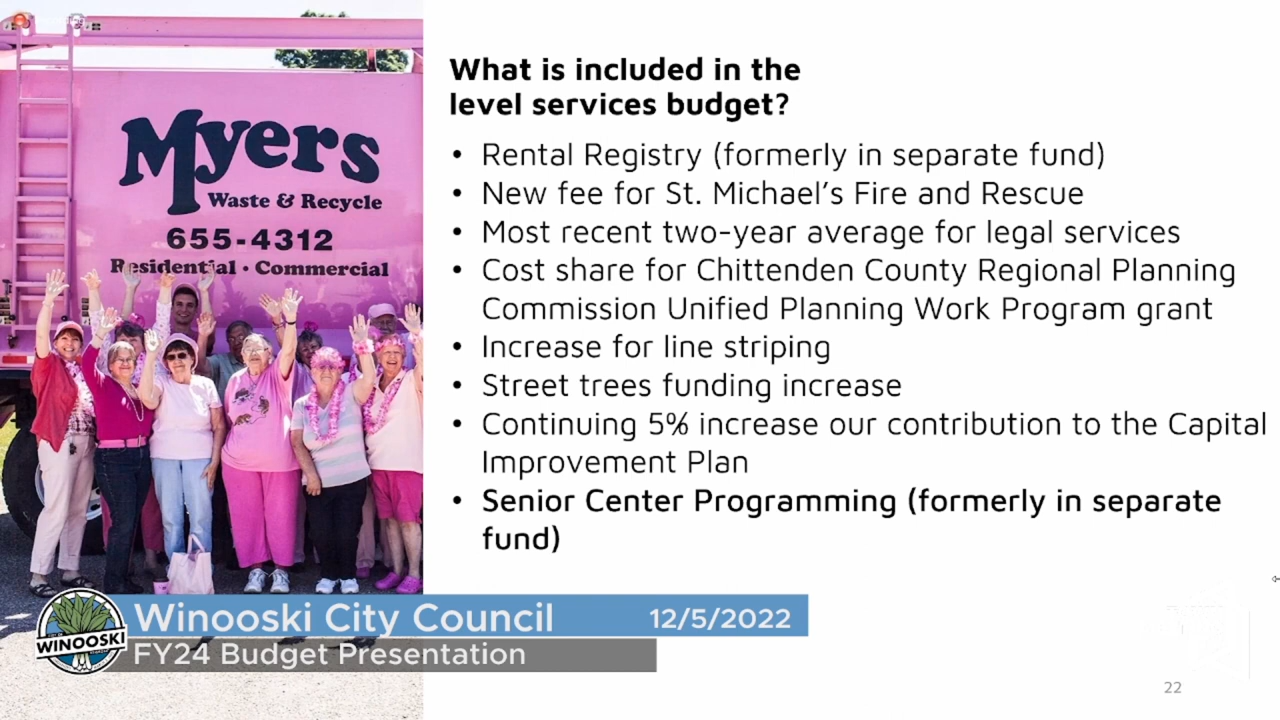 Myers
Waste & Recycle
655-4312
Residential · Commercial
What is included in the
level services budget?
• Rental Registry (formerly in separate fund)
• New fee for St. Michael's Fire and Rescue
• Most recent two-year average for legal services
• Cost share for Chittenden County Regional Planning
Commission Unified Planning Work Program grant
• Increase for line striping
• Street trees funding increase
• Continuing 5% increase our contribution to the Capital
Improvement Plan
• Senior Center Programming (formerly in separate
fund)
WINOOSKI
Winooski City Council 12/5/2022
FY24 Budget Presentation
22